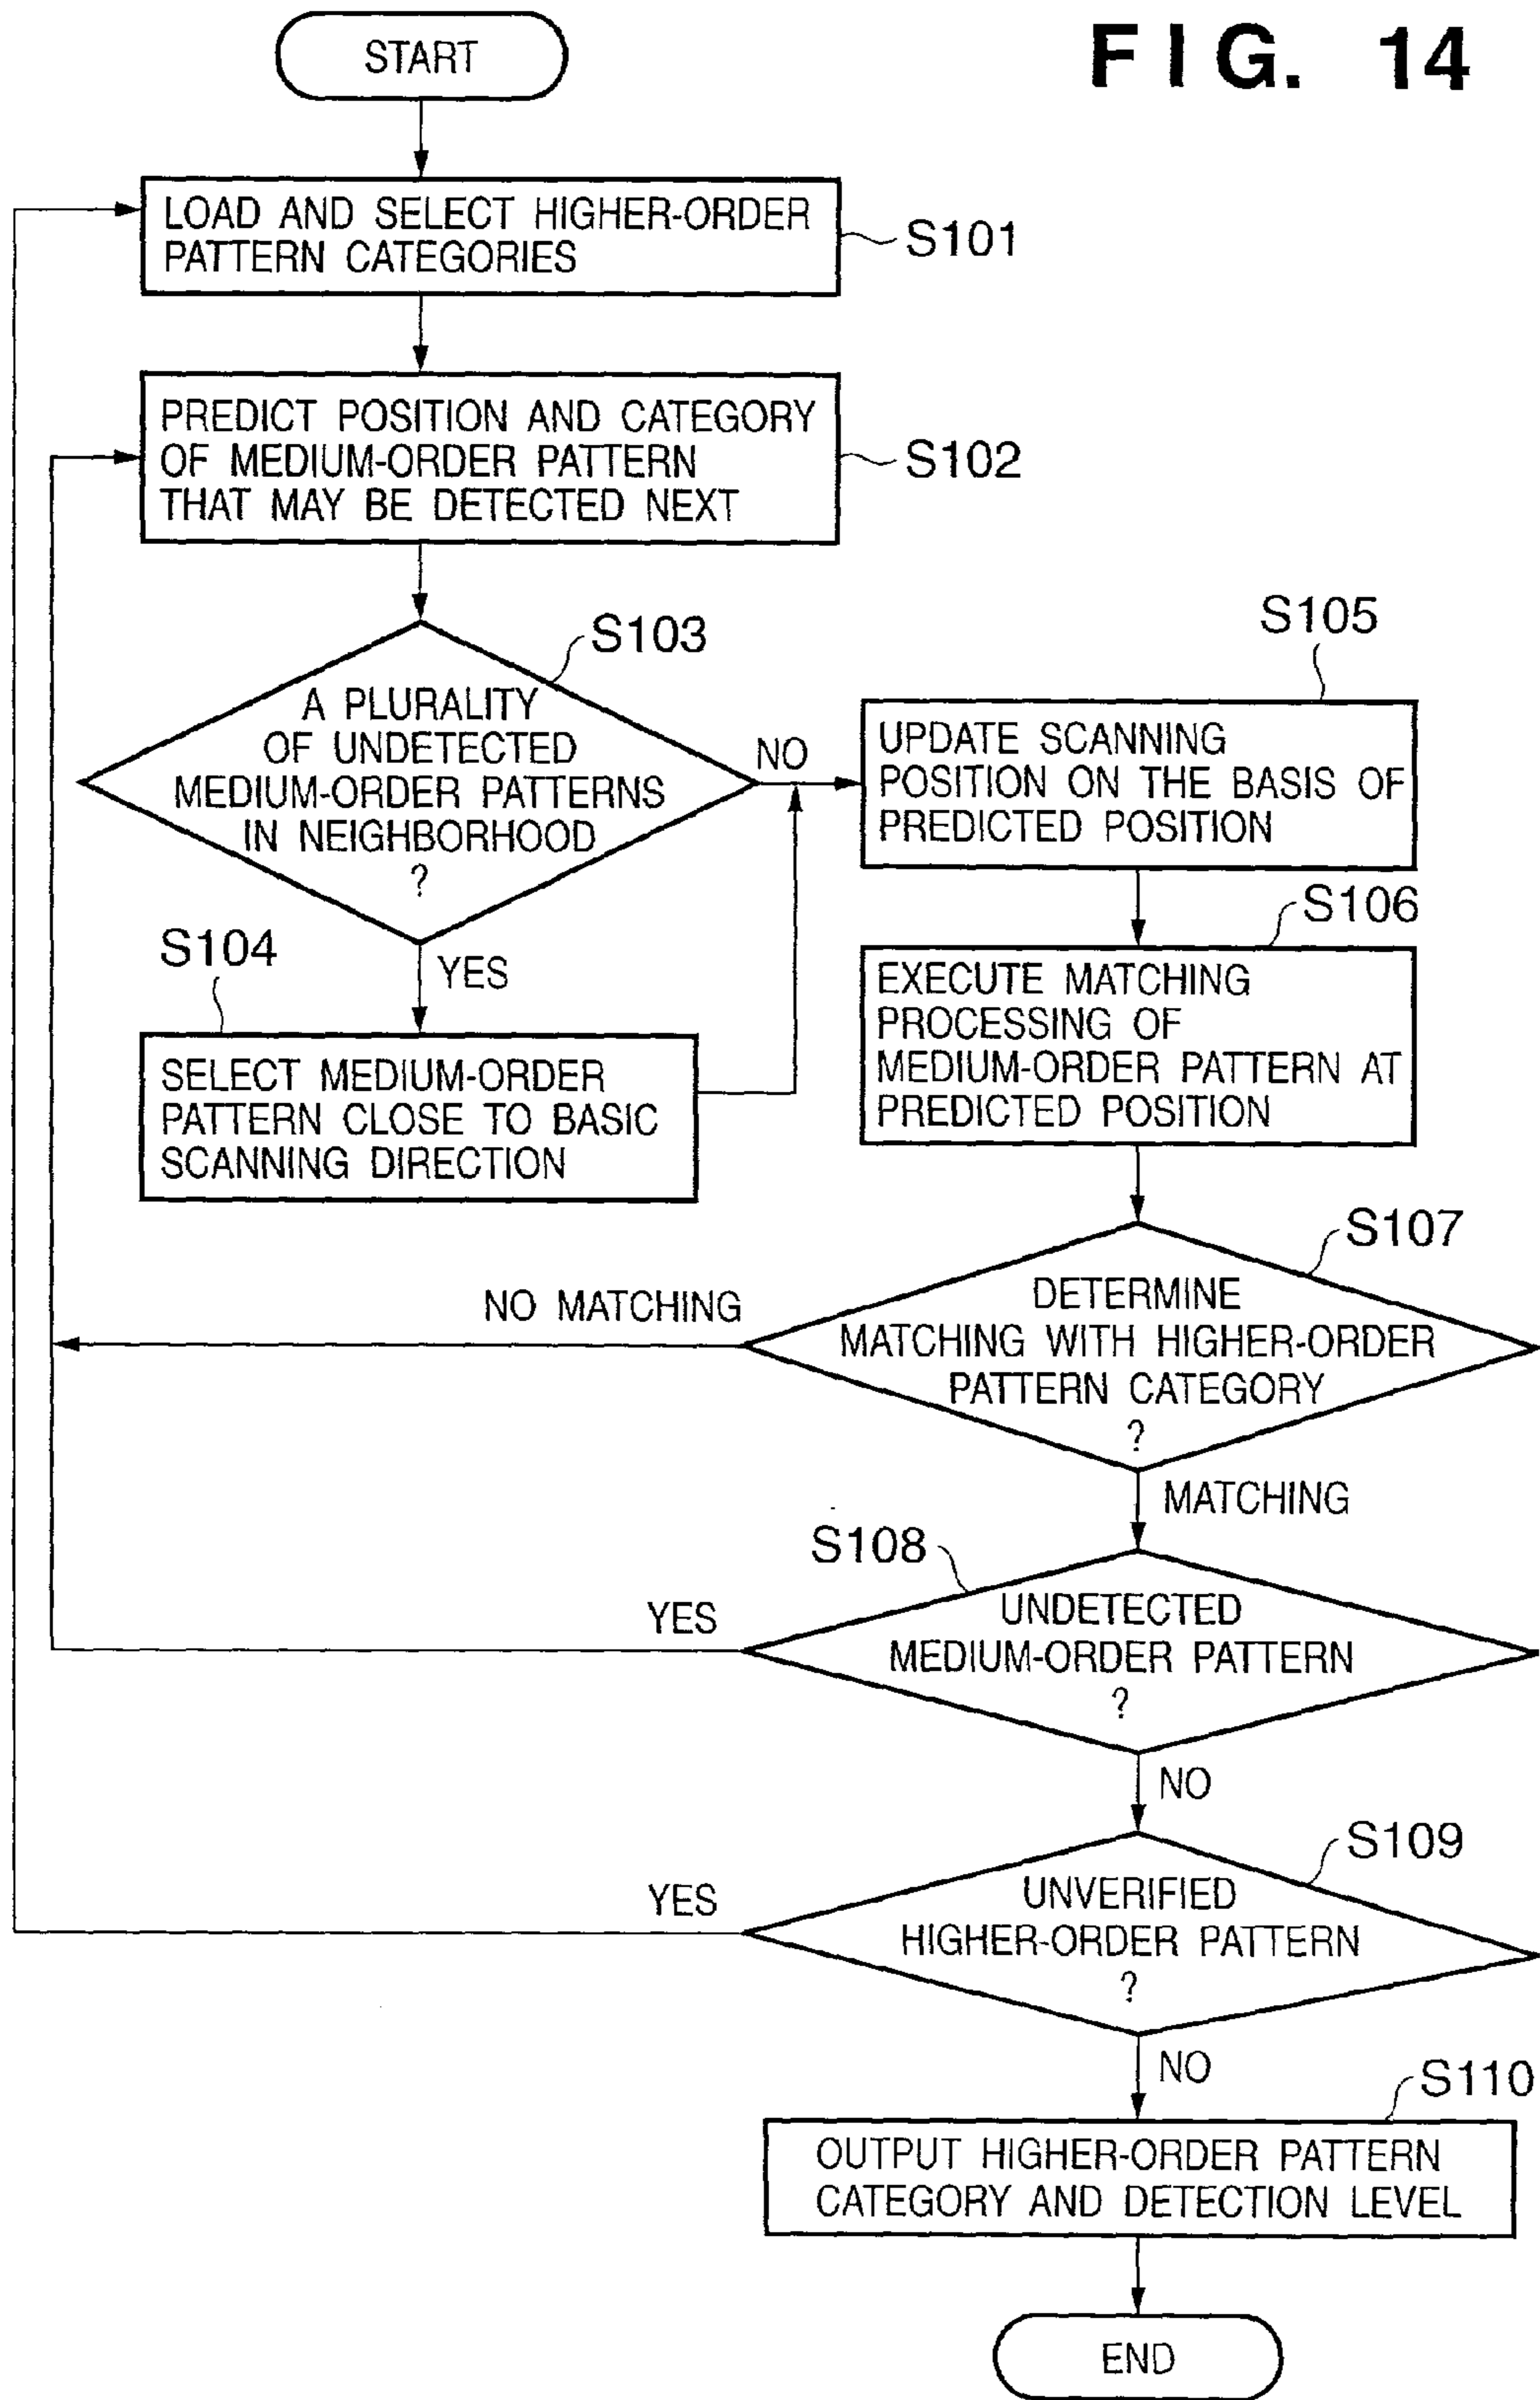 FIG. 14
START
LOAD AND SELECT HIGHER-ORDER
PATTERN CATEGORIES
S101
PREDICT POSITION AND CATEGORY
OF MEDIUM-ORDER PATTERN
THAT MAY BE DETECTED NEXT
S102
S103
A PLURALITY
OF UNDETECTED
MEDIUM-ORDER PATTERNS
IN NEIGHBORHOOD
?
NO
YES
S104
SELECT MEDIUM-ORDER
PATTERN CLOSE TO BASIC
SCANNING DIRECTION
S105
UPDATE SCANNING
POSITION ON THE BASIS OF
PREDICTED POSITION
S106
EXECUTE MATCHING
PROCESSING OF
MEDIUM-ORDER PATTERN AT
PREDICTED POSITION
S107
DETERMINE
MATCHING WITH HIGHER-ORDER
PATTERN CATEGORY
?
NO MATCHING
MATCHING
S108
UNDETECTED
MEDIUM-ORDER PATTERN
?
YES
NO
S109
UNVERIFIED
HIGHER-ORDER PATTERN
?
YES
NO
S110
OUTPUT HIGHER-ORDER PATTERN
CATEGORY AND DETECTION LEVEL
END